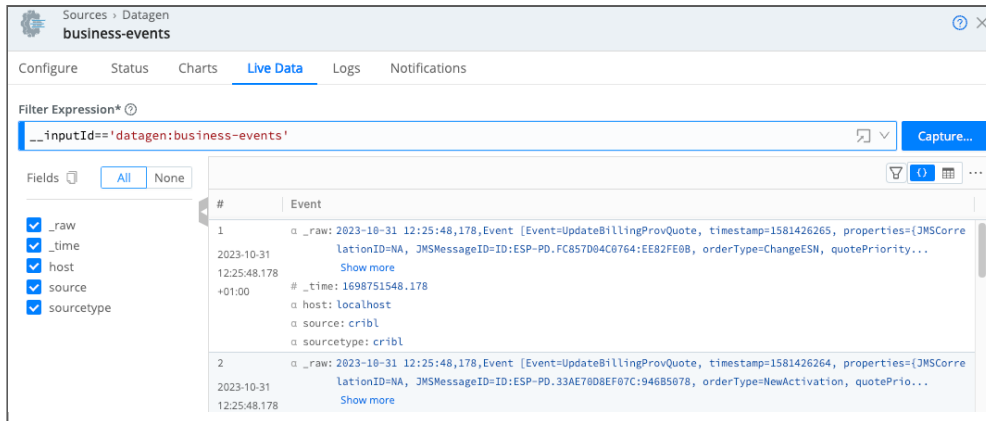 Sources › Datagen
business-events
Configure Status Charts Live Data Logs Notifications
Filter Expression*
__inputId=='datagen:business-events'
Capture...
Fields All None
# Event
_raw
_time
host
source
sourcetype
1
2023-10-31
12:25:48.178
+01:00
α _raw: 2023-10-31 12:25:48,178,Event [Event=UpdateBillingProvQuote, timestamp=1581426265, properties={JMSCorre
lationID=NA, JMSMessageID=ID:ESP-PD.FC857D04C0764:EE82FE0B, orderType=ChangeESN, quotePriority...
Show more
# _time: 1698751548.178
α host: localhost
α source: cribl
α sourcetype: cribl
2
2023-10-31
12:25:48.178
α _raw: 2023-10-31 12:25:48,178,Event [Event=UpdateBillingProvQuote, timestamp=1581426264, properties={JMSCorre
lationID=NA, JMSMessageID=ID:ESP-PD.33AE70D8EF07C:946B5078, orderType=NewActivation, quotePrio...
Show more